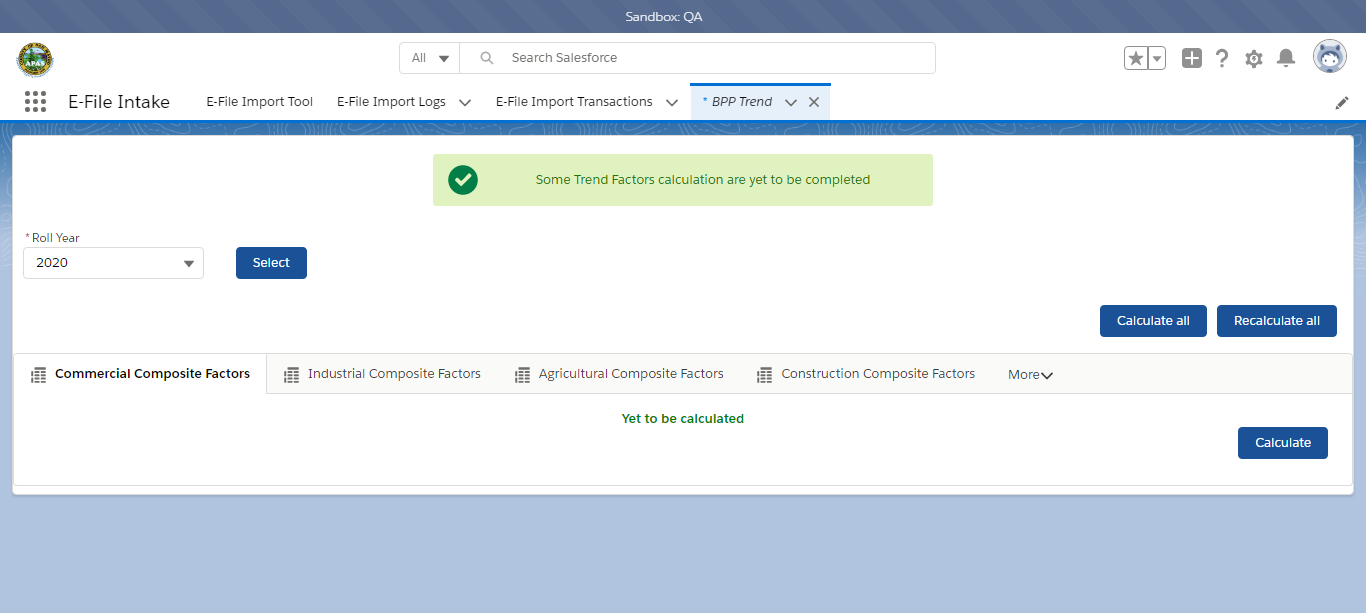 Sandbox: QA
APAS
All
Search Salesforce
E-File Intake
E-File Import Tool
E-File Import Logs
E-File Import Transactions
* BPP Trend
Some Trend Factors calculation are yet to be completed
* Roll Year
2020
Select
Calculate all
Recalculate all
Commercial Composite Factors
Industrial Composite Factors
Agricultural Composite Factors
Construction Composite Factors
More
Yet to be calculated
Calculate